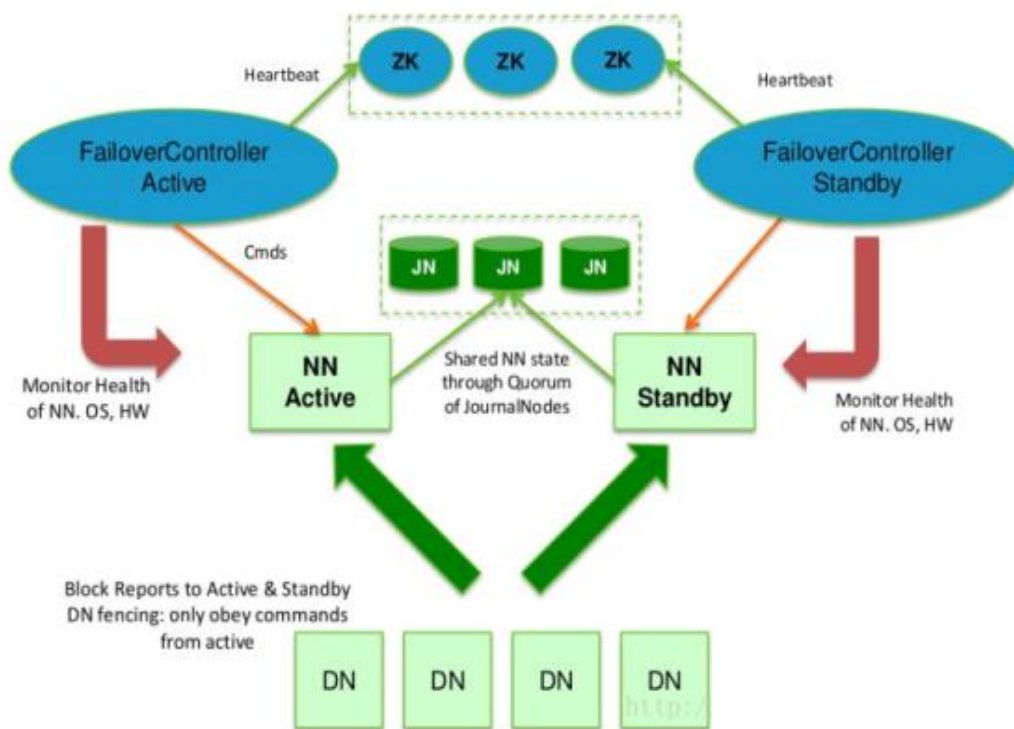 ZK
ZK
ZK
Heartbeat
Heartbeat
FailoverController
Active
FailoverController
Standby
Cmds
JN
JN
JN
NN
Active
Shared NN state
through Quorum
of JournalNodes
NN
Standby
Monitor Health
of NN. OS, HW
Monitor Health
of NN. OS, HW
Block Reports to Active & Standby
DN fencing: only obey commands
from active
DN
DN
DN
DN
http:/